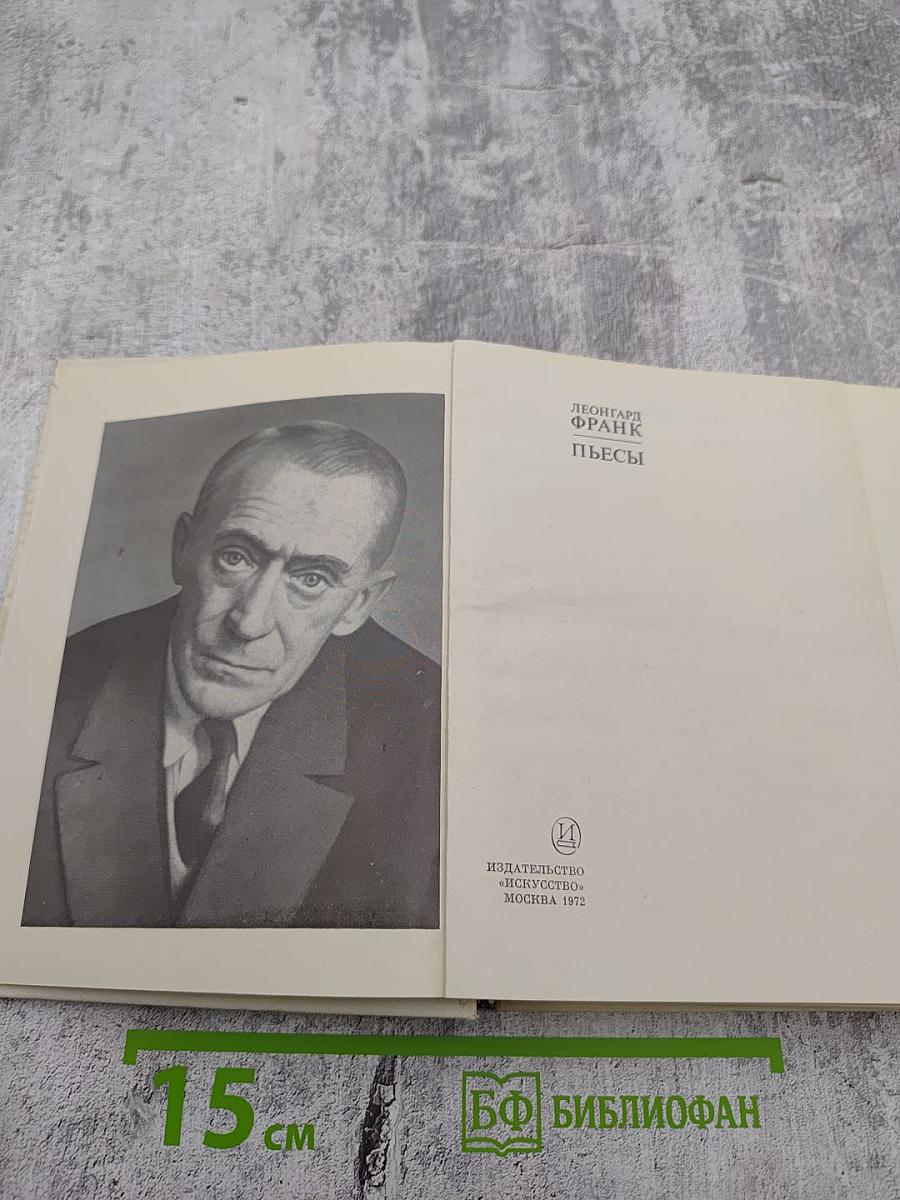 ЛЕОНГАРД
ФРАНК
ПЬЕСЫ
И
ИЗДАТЕЛЬСТВО
«ИСКУССТВО»
МОСКВА 1972
15 см
БФ БИБЛИОФАН